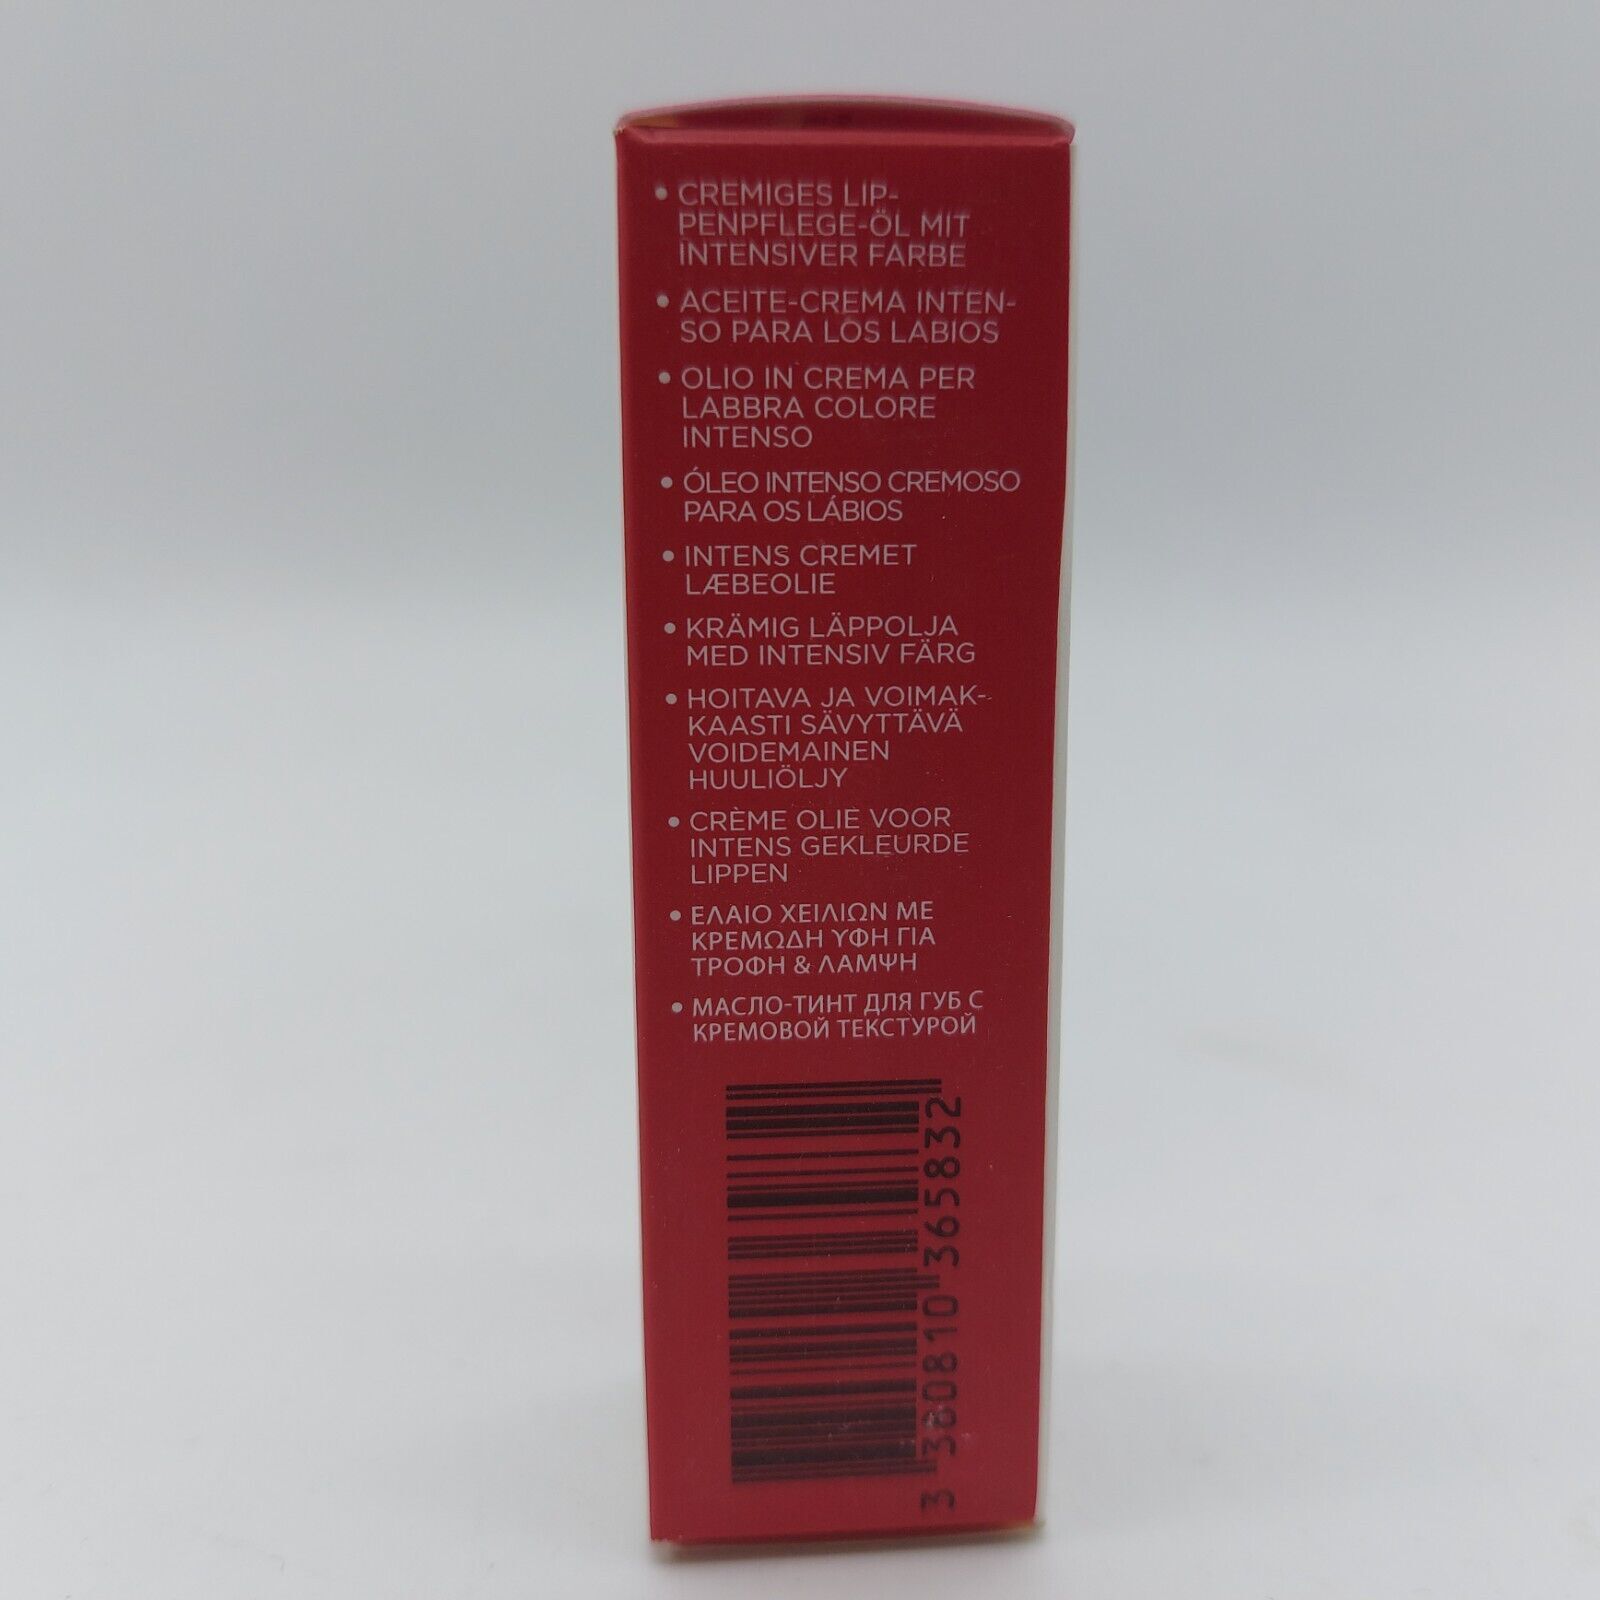 • CREMIGES LIP-
PENPFLEGE-ÖL MIT
INTENSIVER FARBE
• ACEITE-CREMA INTEN-
SO PARA LOS LABIOS
• OLIO IN CREMA PER
LABBRA COLORE
INTENSO
• ÓLEO INTENSO CREMOSO
PARA OS LÁBIOS
• INTENS CREMET
LÆBEOLIE
• KRÄMIG LÄPPOLJA
MED INTENSIV FÄRG
• HOITAVA JA VOIMAK-
KAASTI SÄVYTTÄVÄ
VOIDEMAINEN
HUULIÖLJY
• CRÈME OLIE VOOR
INTENS GEKLEURDE
LIPPEN
• ΕΛΑΙΟ ΧΕΙΛΙΩΝ ΜΕ
ΚΡΕΜΩΔΗ ΥΦΗ ΓΙΑ
ΤΡΟΦΗ & ΛΑΜΨΗ
• МАСЛО-ТИНТ ДЛЯ ГУБ С
КРЕМОВОЙ ТЕКСТУРОЙ
3 380810 365832